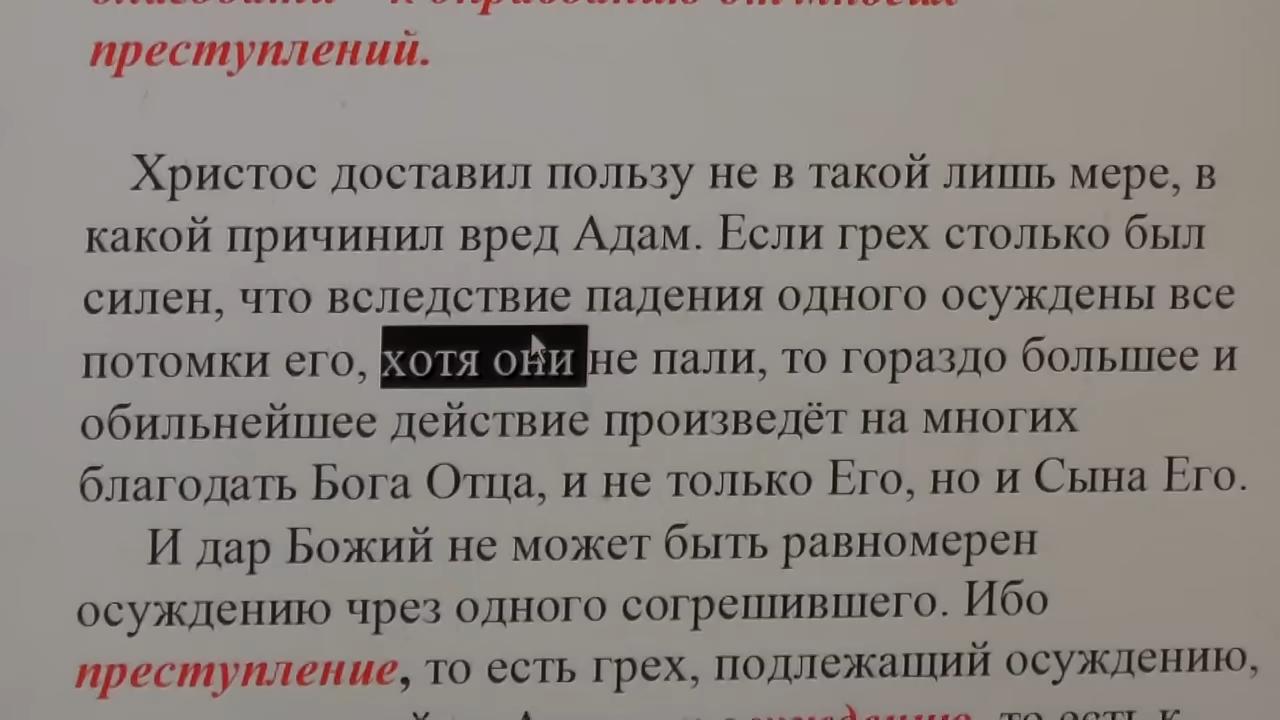 преступлений.
Христос доставил пользу не в такой лишь мере, в
какой причинил вред Адам. Если грех столько был
силен, что вследствие падения одного осуждены все
потомки его, хотя они не пали, то гораздо большее и
обильнейшее действие произведёт на многих
благодать Бога Отца, и не только Его, но и Сына Его.
И дар Божий не может быть равномерен
осуждению чрез одного согрешившего. Ибо
преступление, то есть грех, подлежащий осуждению,
то есть к